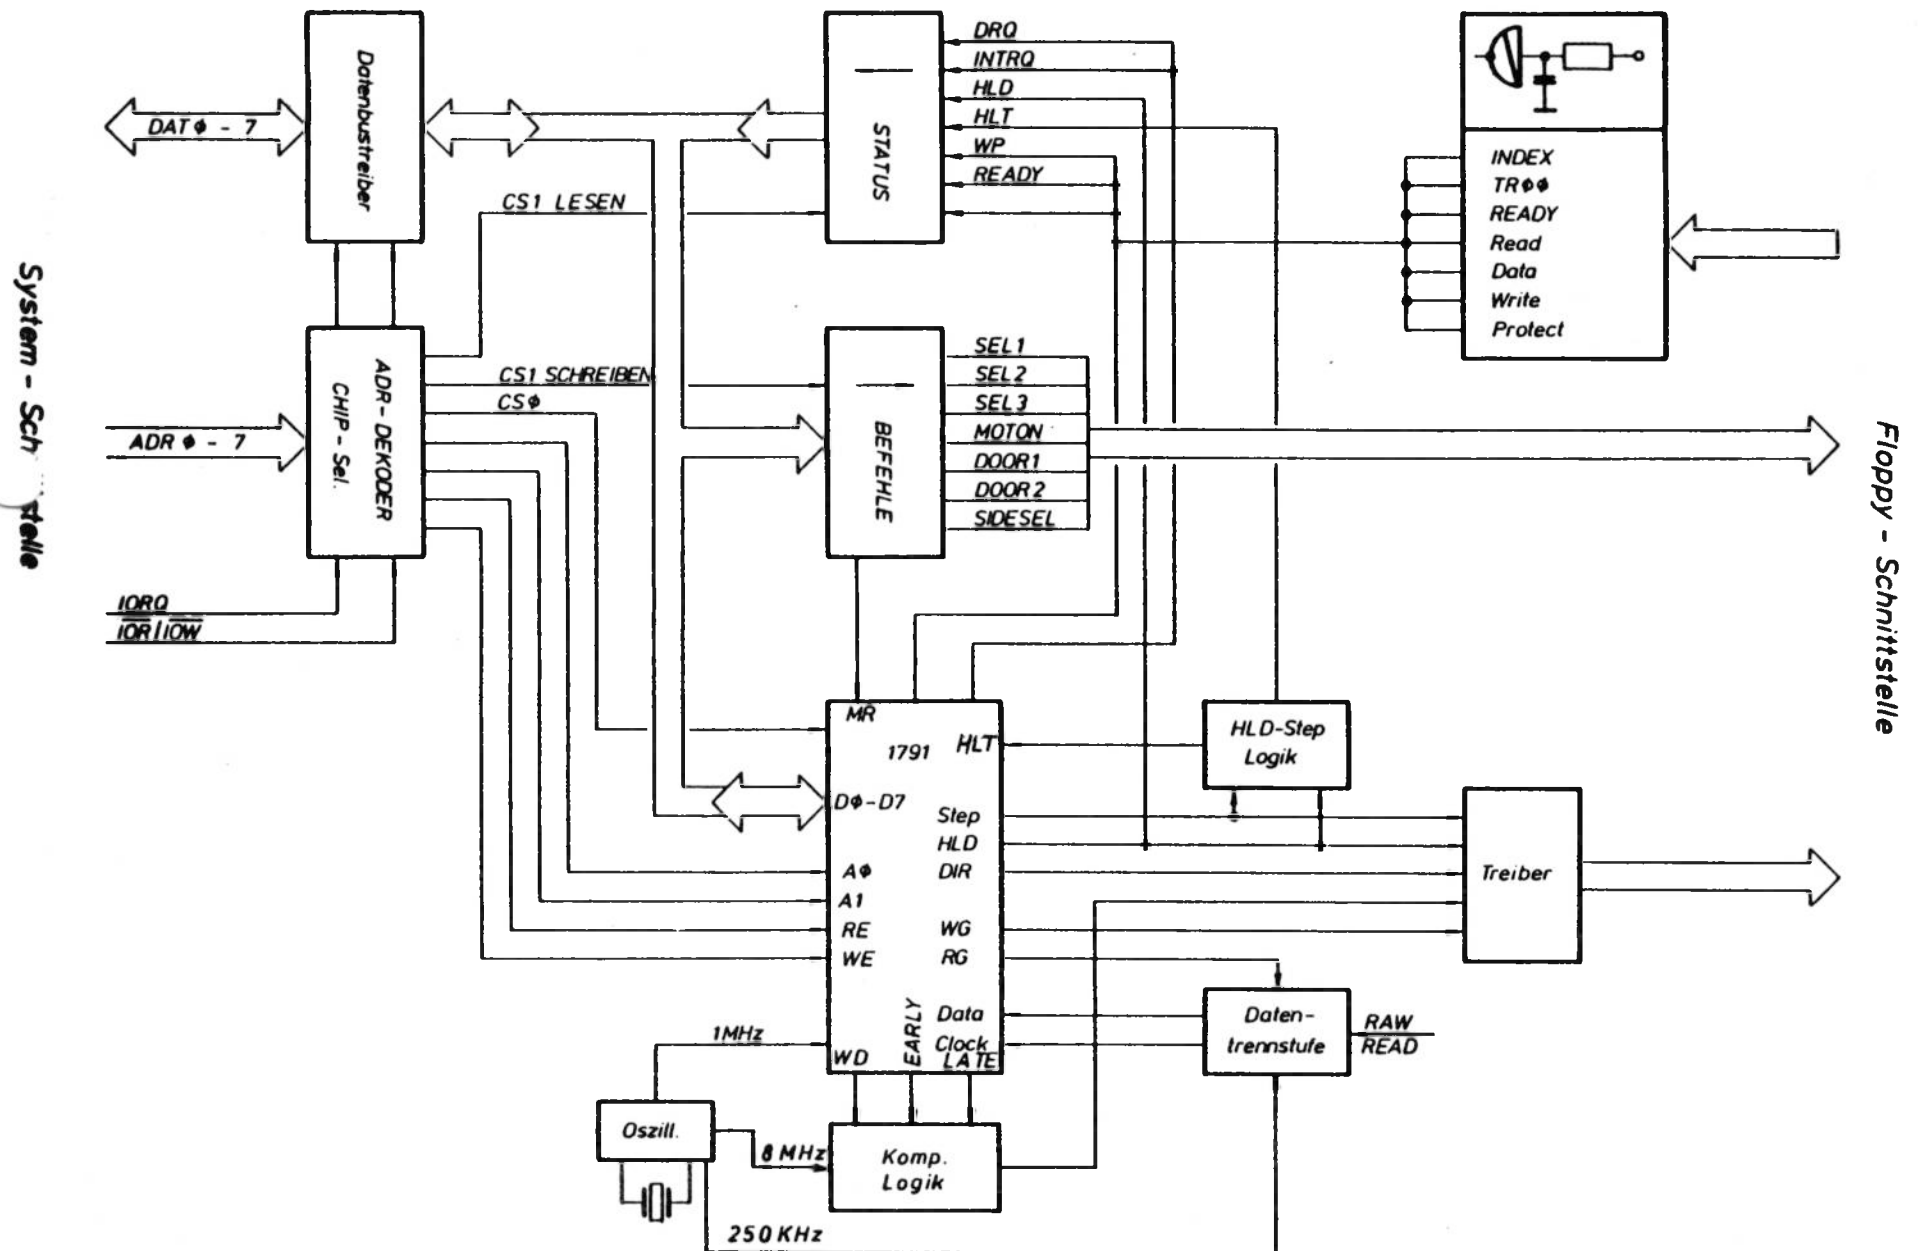 System - Sch telle
DATΦ - 7
Datenbustreiber
CS1 LESEN
STATUS
DRQ
INTRQ
HLD
HLT
WP
READY
INDEX
TRΦΦ
READY
Read
Data
Write
Protect
ADRΦ - 7
ADR-DEKODER
CHIP-Sel.
IORQ
IOR/IOW
CS1 SCHREIBEN
CSΦ
BEFEHLE
SEL1
SEL2
SEL3
MOTON
DOOR1
DOOR2
SIDESEL
Floppy - Schnittstelle
MR
1791
HLT
DΦ-D7
Step
HLD
AΦ
DIR
A1
RE
WG
WE
RG
Data
Clock
WD
EARLY
LATE
HLD-Step
Logik
Treiber
Daten-
trennstufe
RAW
READ
1MHz
Oszill.
8 MHz
Komp.
Logik
250 KHz